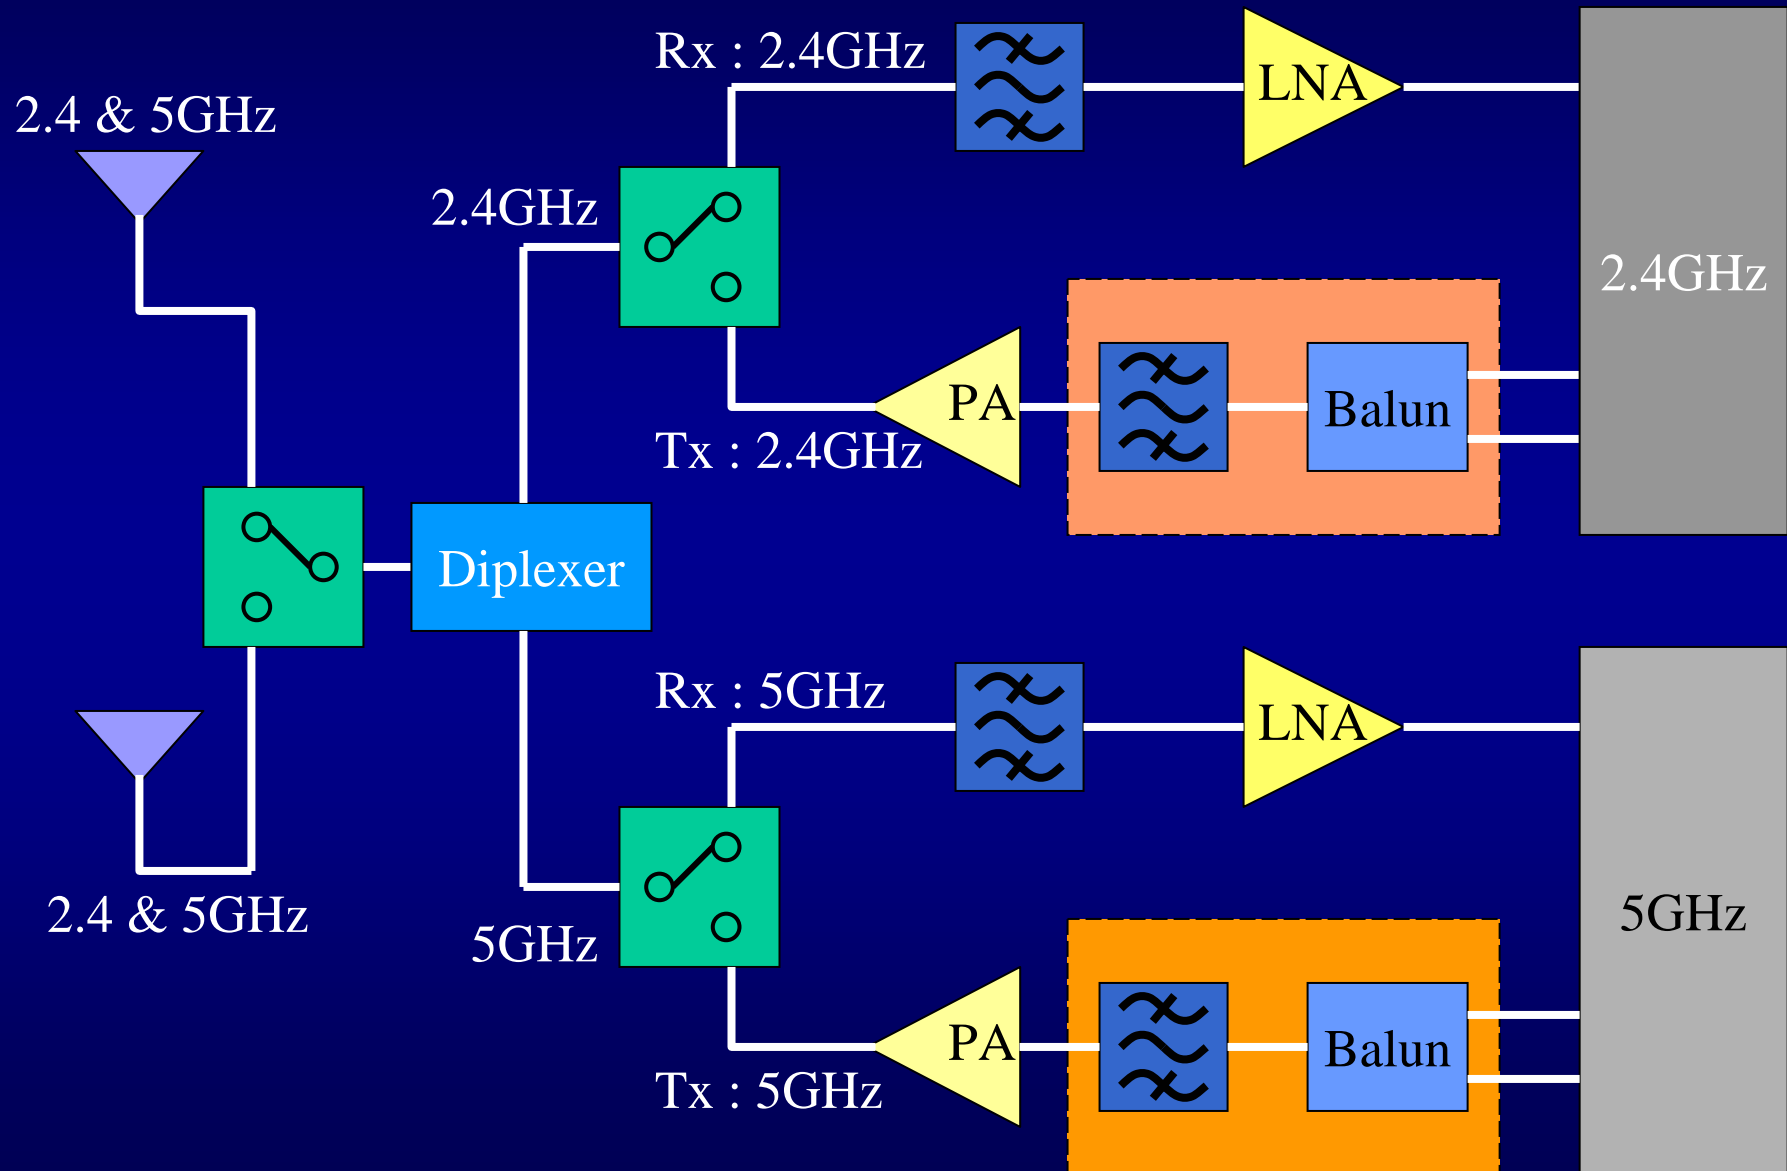 Rx : 2.4GHz
LNA
2.4 & 5GHz
2.4GHz
2.4GHz
PA
Balun
Tx : 2.4GHz
Diplexer
Rx : 5GHz
LNA
2.4 & 5GHz
5GHz
5GHz
PA
Balun
Tx : 5GHz